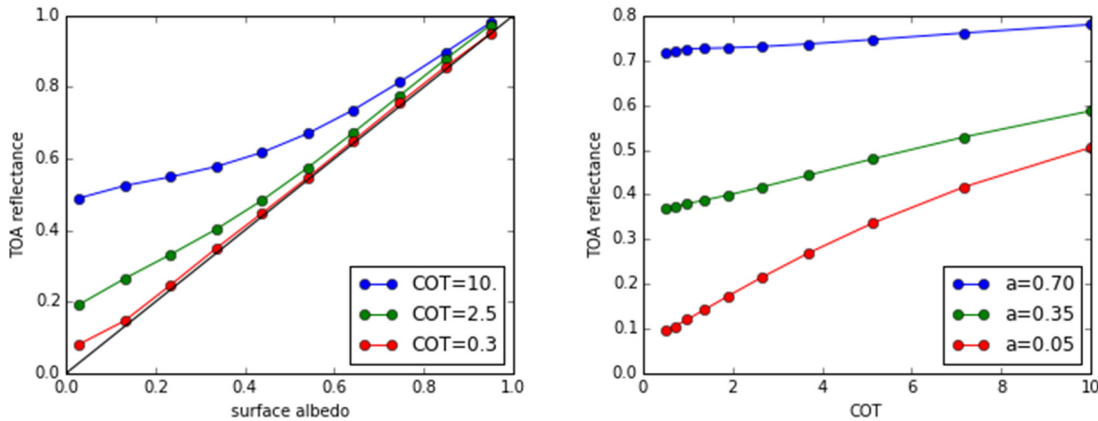 TOA reflectance
1.0
0.8
0.6
0.4
0.2
0.0
0.0 0.2 0.4 0.6 0.8 1.0
surface albedo
COT=10.
COT=2.5
COT=0.3
TOA reflectance
0.8
0.7
0.6
0.5
0.4
0.3
0.2
0.1
0.0
0 2 4 6 8 10
COT
a=0.70
a=0.35
a=0.05